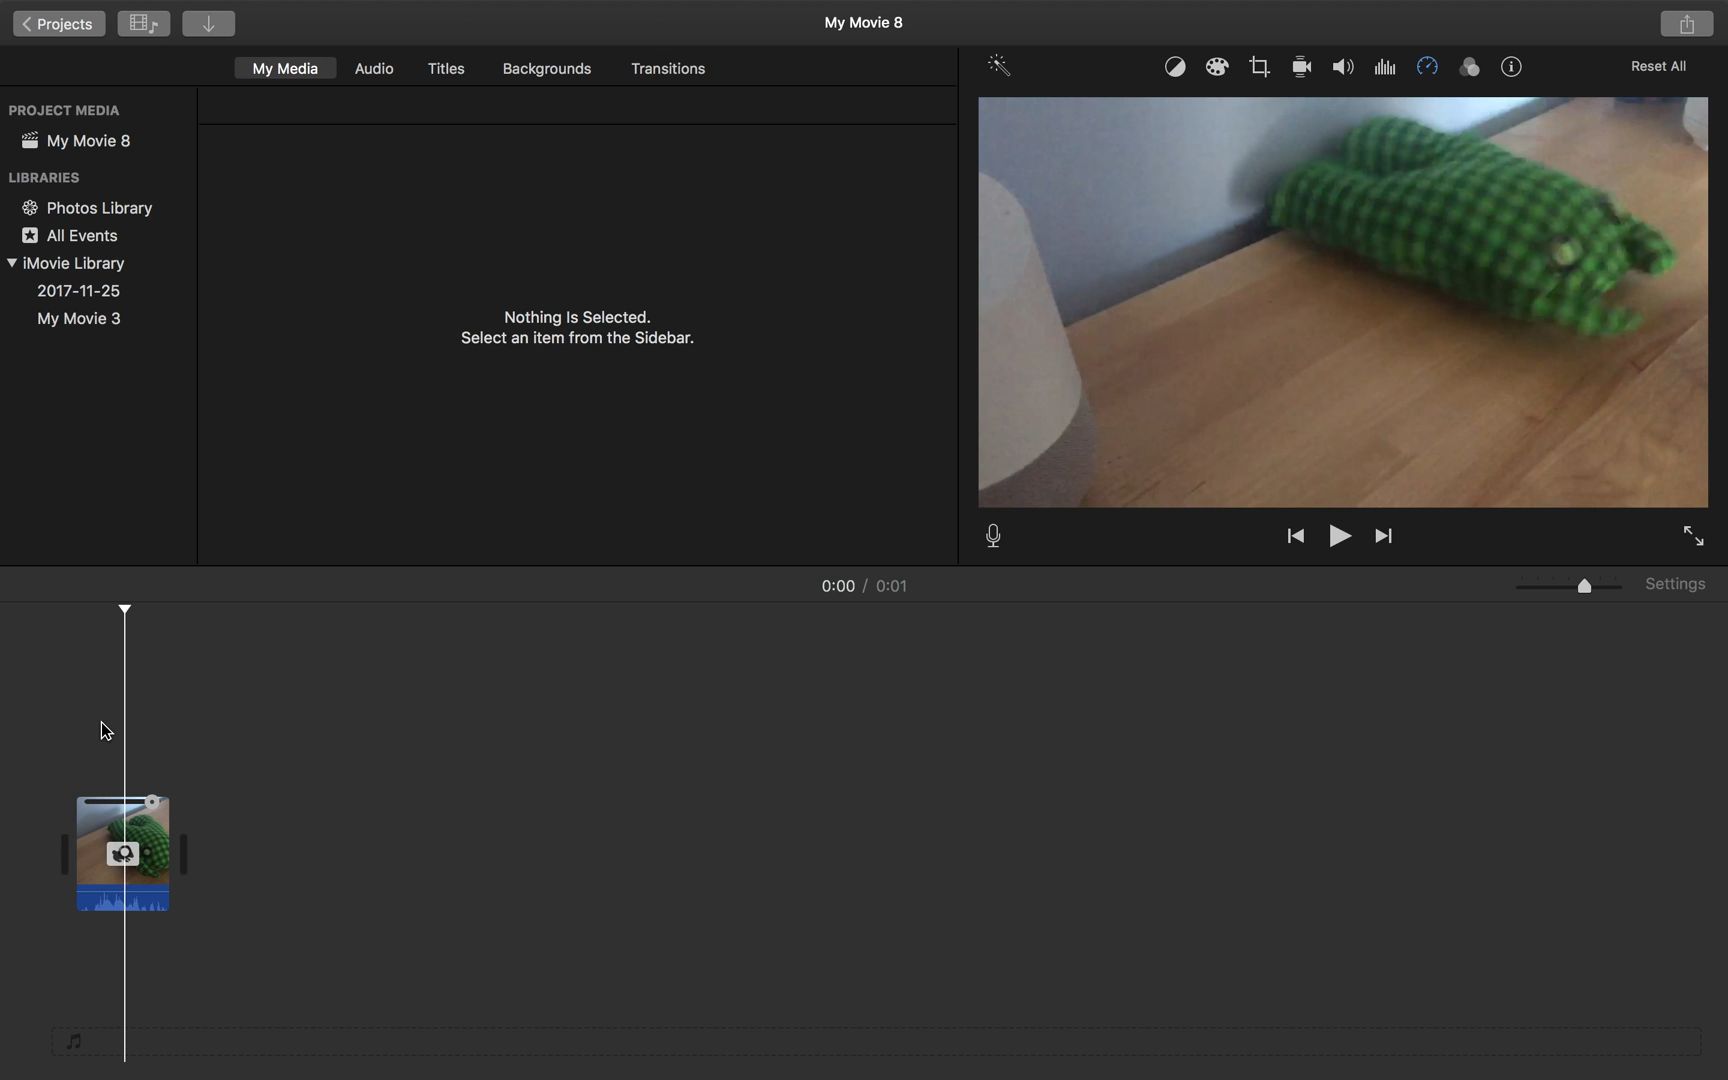 Projects
My Movie 8
My Media
Audio
Titles
Backgrounds
Transitions
Reset All
PROJECT MEDIA
My Movie 8
LIBRARIES
Photos Library
All Events
iMovie Library
2017-11-25
My Movie 3
Nothing Is Selected.
Select an item from the Sidebar.
0:00 / 0:01
Settings